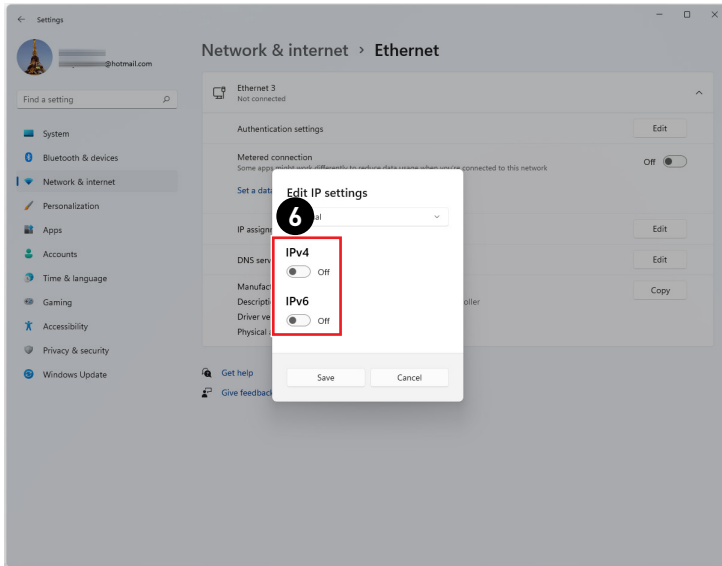 Settings
@hotmail.com
Find a setting
System
Bluetooth & devices
Network & internet
Personalization
Apps
Accounts
Time & language
Gaming
Accessibility
Privacy & security
Windows Update
Network & internet > Ethernet
Ethernet 3
Not connected
Authentication settings
Edit
Metered connection
Some apps might work differently to reduce data usage when you're connected to this network
Off
Set a data
IP assign
Edit
DNS serv
Edit
Manufact
Copy
Descripti
oller
Driver ve
Physical
Get help
Give feedback
Edit IP settings
6
al
IPv4
Off
IPv6
Off
Save
Cancel